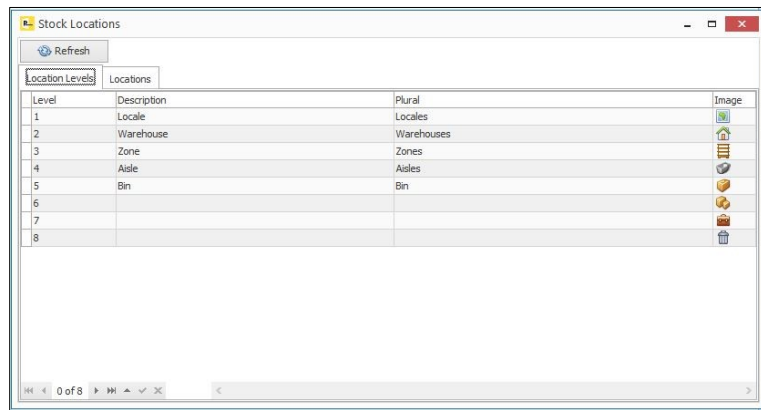 Stock Locations
Refresh
Location Levels Locations
Level Description Plural Image
1 Locale Locales
2 Warehouse Warehouses
3 Zone Zones
4 Aisle Aisles
5 Bin Bin
6
7
8
0 of 8